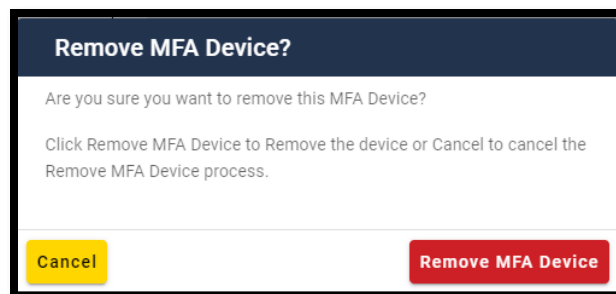 Remove MFA Device?
Are you sure you want to remove this MFA Device?
Click Remove MFA Device to Remove the device or Cancel to cancel the
Remove MFA Device process.
Cancel
Remove MFA Device